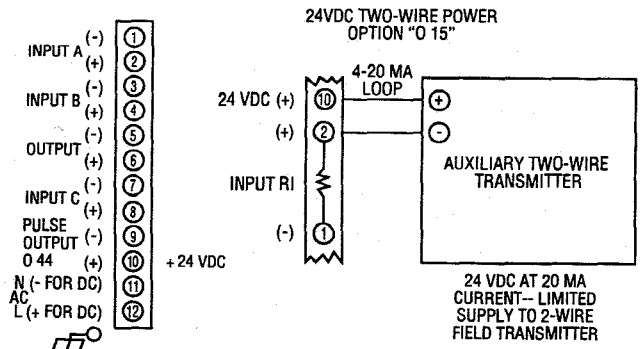 24VDC TWO-WIRE POWER
OPTION "O 15"
INPUT A
(-) 1
(+) 2
INPUT B
(-) 3
(+) 4
OUTPUT
(-) 5
(+) 6
INPUT C
(-) 7
(+) 8
PULSE
OUTPUT (-) 9
O 44 (+) 10 +24 VDC
N (- FOR DC) 11
AC
L (+ FOR DC) 12
4-20 MA
LOOP
24 VDC (+) 10 +
(+) 2 -
INPUT RI
(-) 1
AUXILIARY TWO-WIRE
TRANSMITTER
24 VDC AT 20 MA
CURRENT-- LIMITED
SUPPLY TO 2-WIRE
FIELD TRANSMITTER